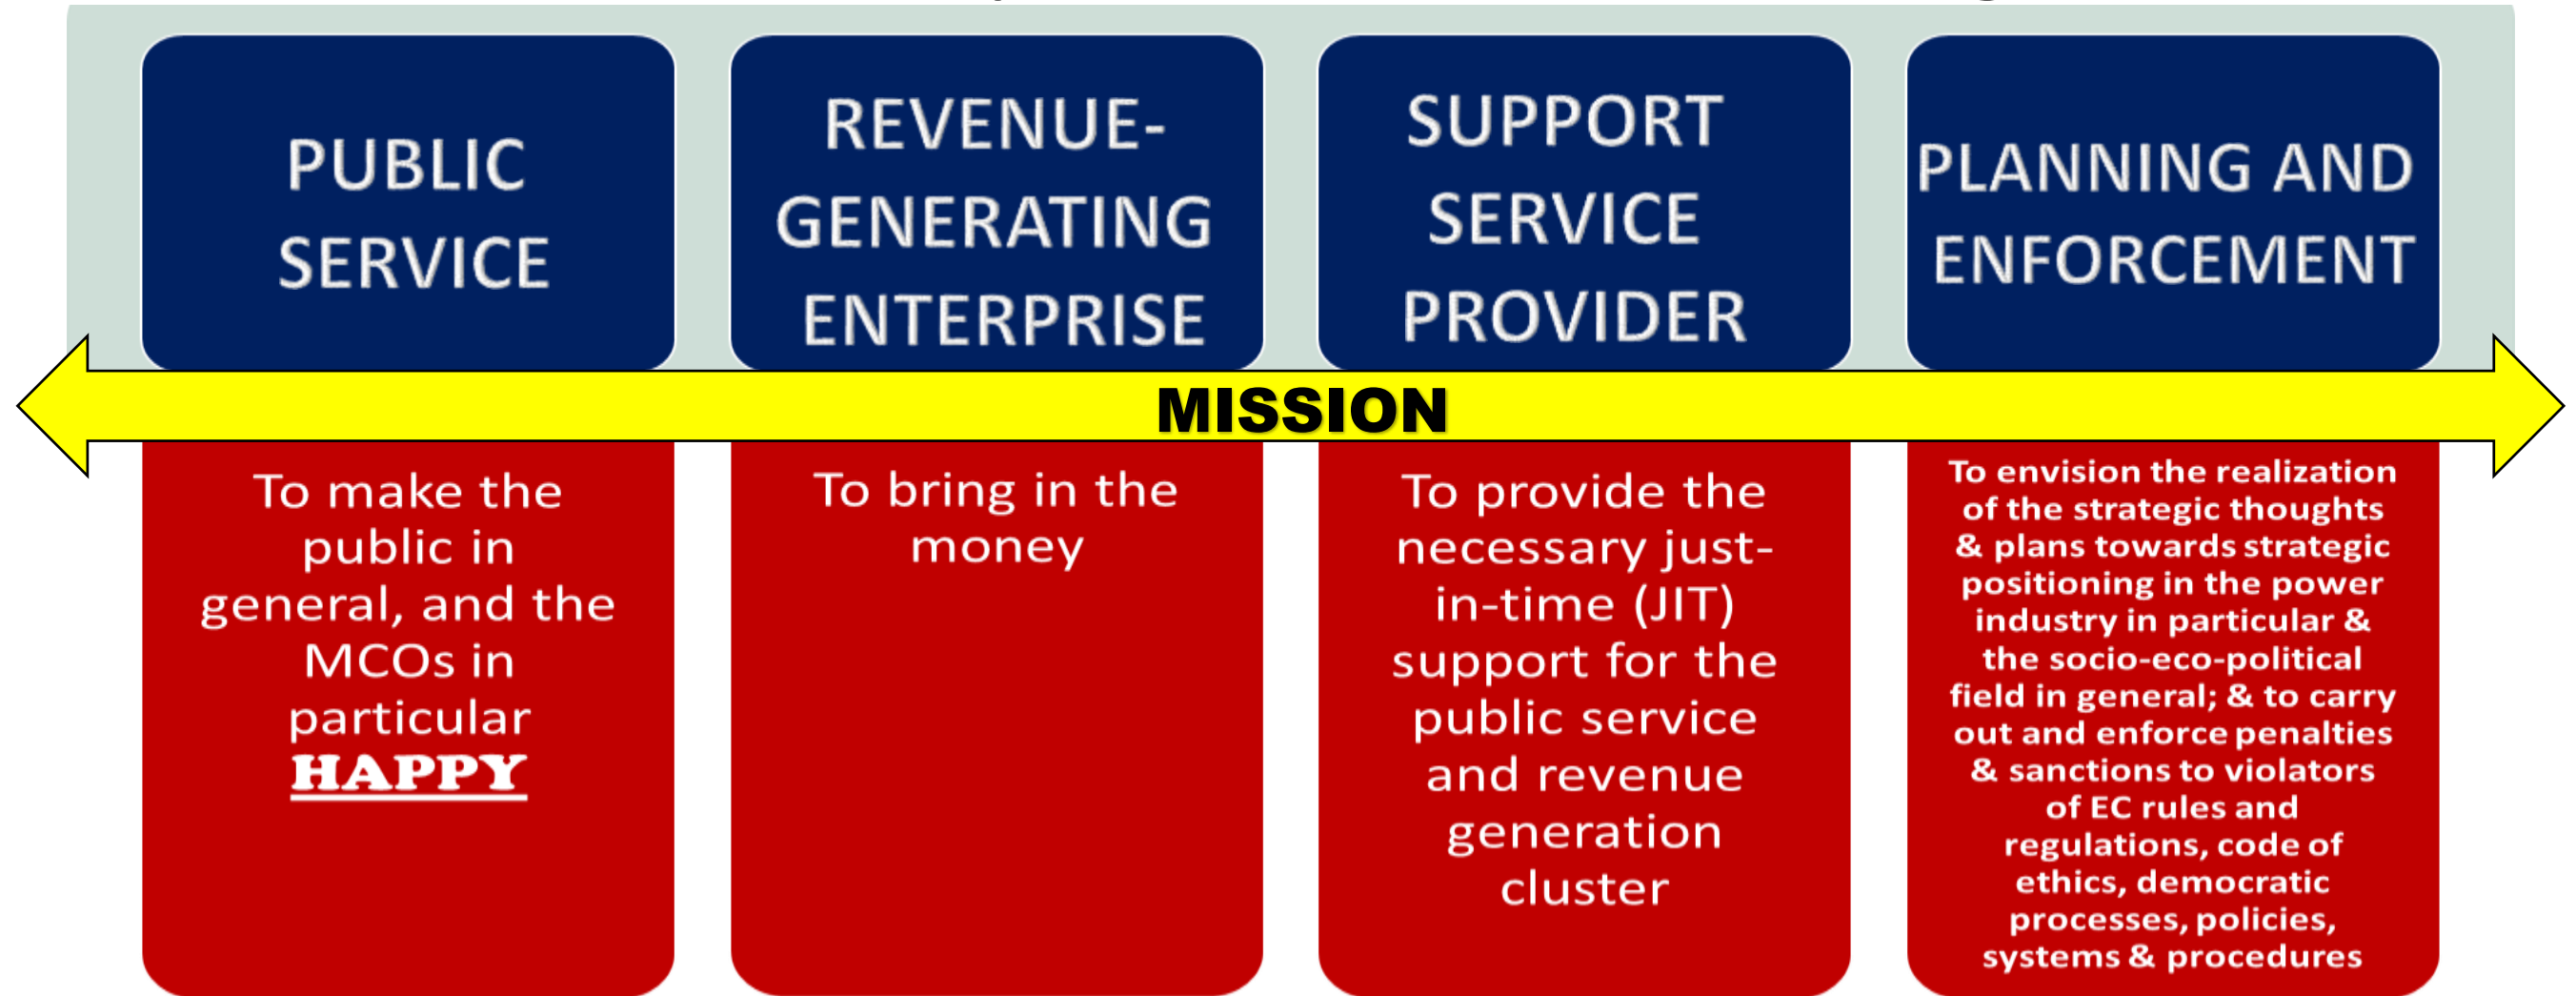 PUBLIC
SERVICE
REVENUE-
GENERATING
ENTERPRISE
SUPPORT
SERVICE
PROVIDER
PLANNING AND
ENFORCEMENT
MISSION
To make the
public in
general, and the
MCOs in
particular
HAPPY
To bring in the
money
To provide the
necessary just-
in-time (JIT)
support for the
public service
and revenue
generation
cluster
To envision the realization
of the strategic thoughts
& plans towards strategic
positioning in the power
industry in particular &
the socio-eco-political
field in general; & to carry
out and enforce penalties
& sanctions to violators
of EC rules and
regulations, code of
ethics, democratic
processes, policies,
systems & procedures